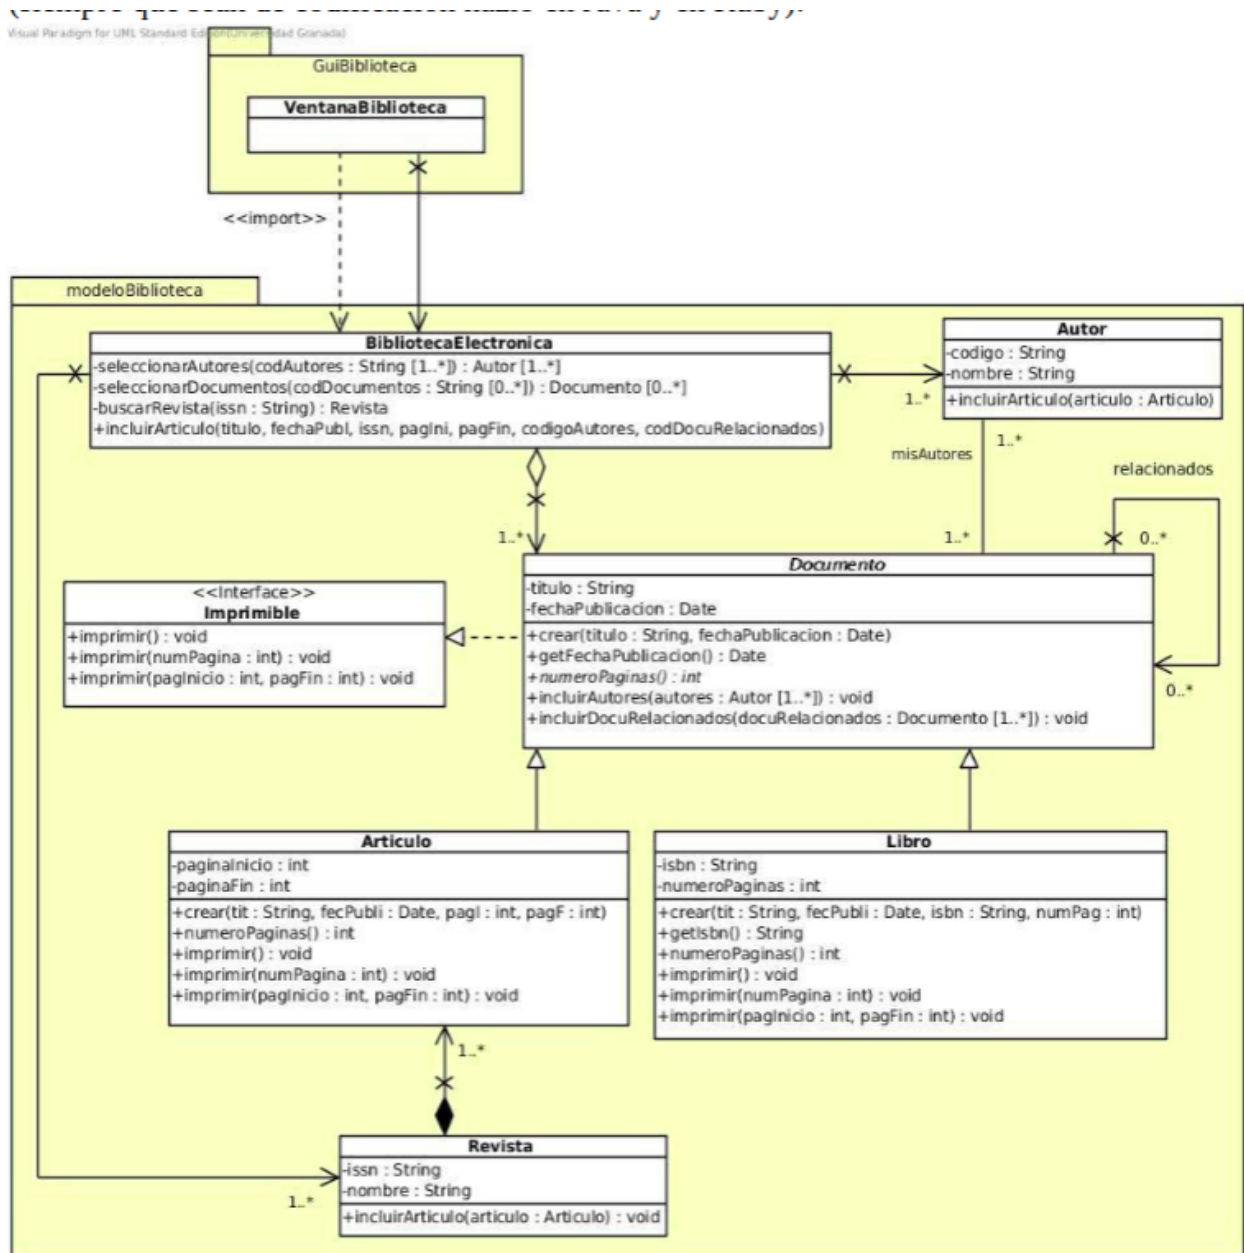 Visual Paradigm for UML Standard Edition(Universidad Granada)
GuiBiblioteca
VentanaBiblioteca
<<import>>
modeloBiblioteca
BibliotecaElectronica
-seleccionarAutores(codAutores : String [1..*]) : Autor [1..*]
-seleccionarDocumentos(codDocumentos : String [0..*]) : Documento [0..*]
-buscarRevista(issn : String) : Revista
+incluirArticulo(titulo, fechaPubl, issn, pagIni, pagFin, codigoAutores, codDocuRelacionados)
Autor
-codigo : String
-nombre : String
+incluirArticulo(articulo : Articulo)
1..*
1..*
misAutores
relacionados
1..*
1..*
0..*
<<Interface>>
Imprimible
+imprimir() : void
+imprimir(numPagina : int) : void
+imprimir(pagInicio : int, pagFin : int) : void
Documento
-titulo : String
-fechaPublicacion : Date
+crear(titulo : String, fechaPublicacion : Date)
+getFechaPublicacion() : Date
+numeroPaginas() : int
+incluirAutores(autores : Autor [1..*]) : void
+incluirDocuRelacionados(docuRelacionados : Documento [1..*]) : void
0..*
Articulo
-paginaInicio : int
-paginaFin : int
+crear(tit : String, fecPubli : Date, pagI : int, pagF : int)
+numeroPaginas() : int
+imprimir() : void
+imprimir(numPagina : int) : void
+imprimir(pagInicio : int, pagFin : int) : void
Libro
-isbn : String
-numeroPaginas : int
+crear(tit : String, fecPubli : Date, isbn : String, numPag : int)
+getIsbn() : String
+numeroPaginas() : int
+imprimir() : void
+imprimir(numPagina : int) : void
+imprimir(pagInicio : int, pagFin : int) : void
1..*
Revista
-issn : String
-nombre : String
+incluirArticulo(articulo : Articulo) : void
1..*